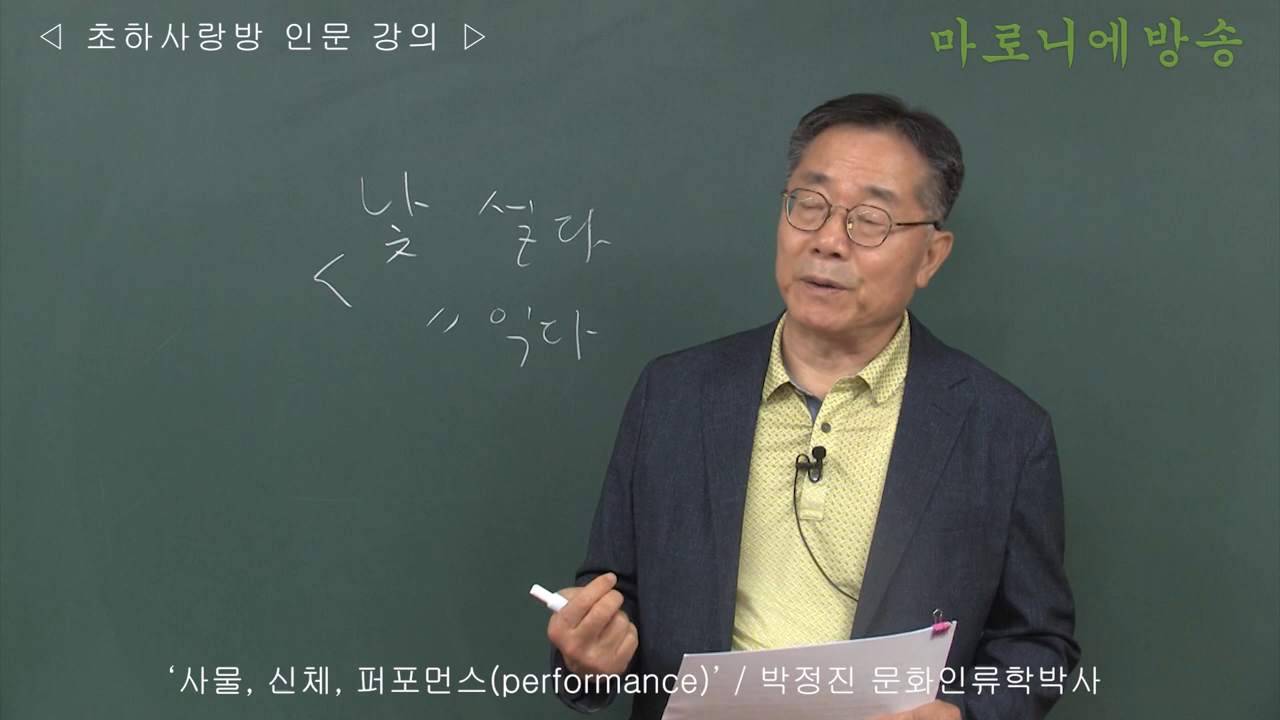 ◁ 초하사랑방 인문 강의 ▷
마로니에방송
낯 설다
〃 익다
‘사물, 신체, 퍼포먼스(performance)’ / 박정진 문화인류학박사